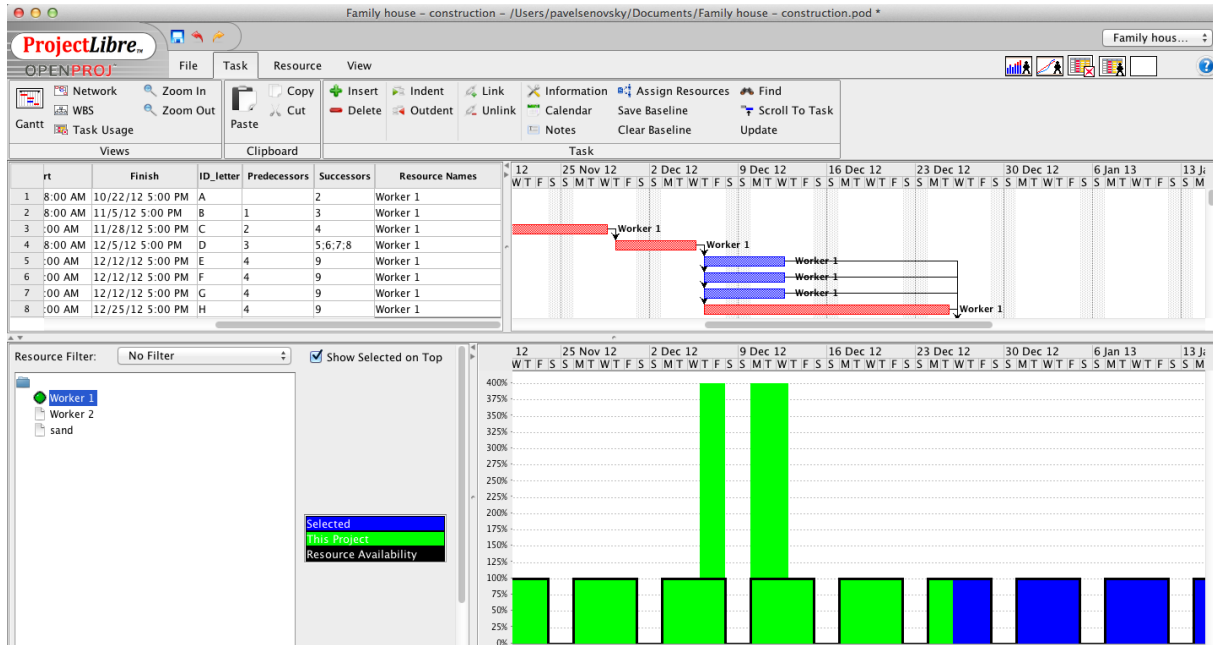 Family house – construction – /Users/pavelsenovsky/Documents/Family house – construction.pod *
ProjectLibre™
OPENPROJ
File Task Resource View
Family hous...
?
Gantt
Network
WBS
Task Usage
Zoom In
Zoom Out
Views
Paste
Copy
Cut
Clipboard
Insert Indent Link Information Assign Resources Find
Delete Outdent Unlink Calendar Save Baseline Scroll To Task
Notes Clear Baseline Update
Task
rt Finish ID_letter Predecessors Successors Resource Names
1 8:00 AM 10/22/12 5:00 PM A 2 Worker 1
2 8:00 AM 11/5/12 5:00 PM B 1 3 Worker 1
3 :00 AM 11/28/12 5:00 PM C 2 4 Worker 1
4 8:00 AM 12/5/12 5:00 PM D 3 5;6;7;8 Worker 1
5 :00 AM 12/12/12 5:00 PM E 4 9 Worker 1
6 :00 AM 12/12/12 5:00 PM F 4 9 Worker 1
7 :00 AM 12/12/12 5:00 PM G 4 9 Worker 1
8 :00 AM 12/25/12 5:00 PM H 4 9 Worker 1
12 25 Nov 12 2 Dec 12 9 Dec 12 16 Dec 12 23 Dec 12 30 Dec 12 6 Jan 13 13 Ja
W T F S S M T W T F S S M T W T F S S M T W T F S S M T W T F S S M T W T F S S M T W T F S S M T W T F S S M
Worker 1
Worker 1
Worker 1
Worker 1
Worker 1
Worker 1
Resource Filter: No Filter Show Selected on Top
Worker 1
Worker 2
sand
Selected
This Project
Resource Availability
12 25 Nov 12 2 Dec 12 9 Dec 12 16 Dec 12 23 Dec 12 30 Dec 12 6 Jan 13 13 Ja
W T F S S M T W T F S S M T W T F S S M T W T F S S M T W T F S S M T W T F S S M T W T F S S M T W T F S S M
400%
375%
350%
325%
300%
275%
250%
225%
200%
175%
150%
125%
100%
75%
50%
25%
0%